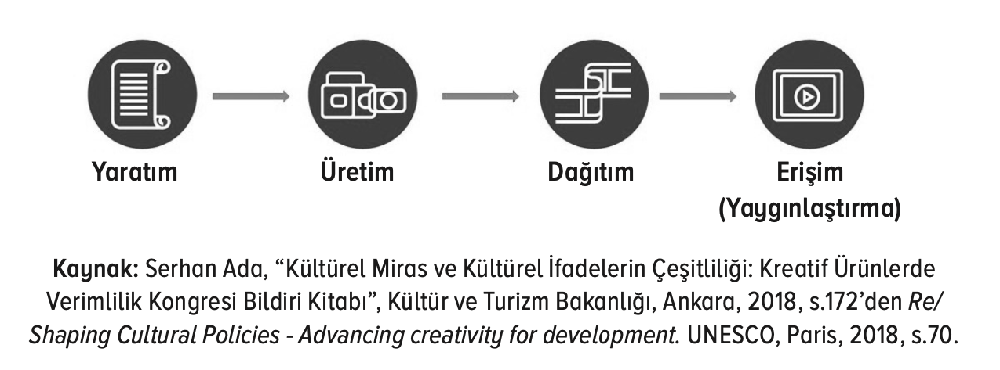 Yaratım
Üretim
Dağıtım
Erişim
(Yaygınlaştırma)
Kaynak: Serhan Ada, “Kültürel Miras ve Kültürel İfadelerin Çeşitliliği: Kreatif Ürünlerde
Verimlilik Kongresi Bildiri Kitabı”, Kültür ve Turizm Bakanlığı, Ankara, 2018, s.172’den Re/
Shaping Cultural Policies - Advancing creativity for development. UNESCO, Paris, 2018, s.70.